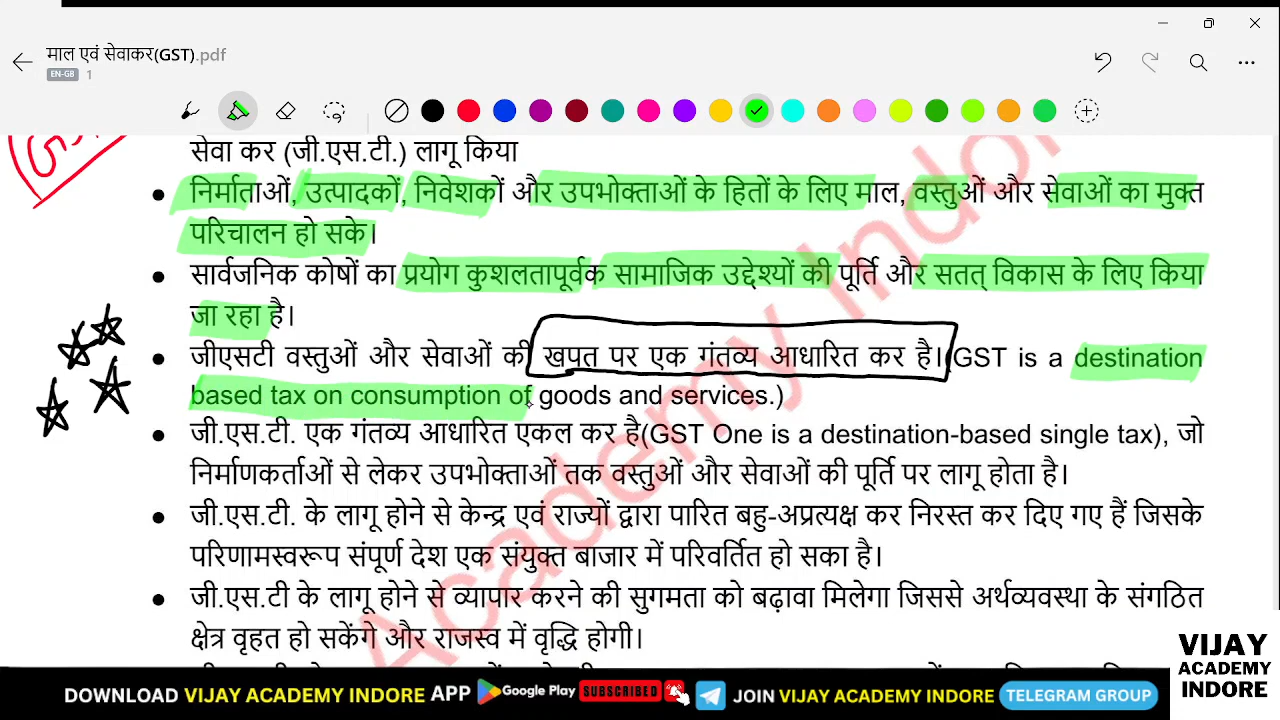 माल एवं सेवाकर(GST).pdf
EN-GB 1
सेवा कर (जी.एस.टी.) लागू किया
निर्माताओं, उत्पादकों, निवेशकों और उपभोक्ताओं के हितों के लिए माल, वस्तुओं और सेवाओं का मुक्त
परिचालन हो सके।
सार्वजनिक कोषों का प्रयोग कुशलतापूर्वक सामाजिक उद्देश्यों की पूर्ति और सतत् विकास के लिए किया
जा रहा है।
जीएसटी वस्तुओं और सेवाओं की खपत पर एक गंतव्य आधारित कर है। (GST is a destination
based tax on consumption of goods and services.)
जी.एस.टी. एक गंतव्य आधारित एकल कर है(GST One is a destination-based single tax), जो
निर्माणकर्ताओं से लेकर उपभोक्ताओं तक वस्तुओं और सेवाओं की पूर्ति पर लागू होता है।
जी.एस.टी. के लागू होने से केन्द्र एवं राज्यों द्वारा पारित बहु-अप्रत्यक्ष कर निरस्त कर दिए गए हैं जिसके
परिणामस्वरूप संपूर्ण देश एक संयुक्त बाजार में परिवर्तित हो सका है।
जी.एस.टी के लागू होने से व्यापार करने की सुगमता को बढ़ावा मिलेगा जिससे अर्थव्यवस्था के संगठित
क्षेत्र वृहत हो सकेंगे और राजस्व में वृद्धि होगी।
Academy Indo
VIJAY
ACADEMY
INDORE
DOWNLOAD VIJAY ACADEMY INDORE APP Google Play SUBSCRIBED JOIN VIJAY ACADEMY INDORE TELEGRAM GROUP